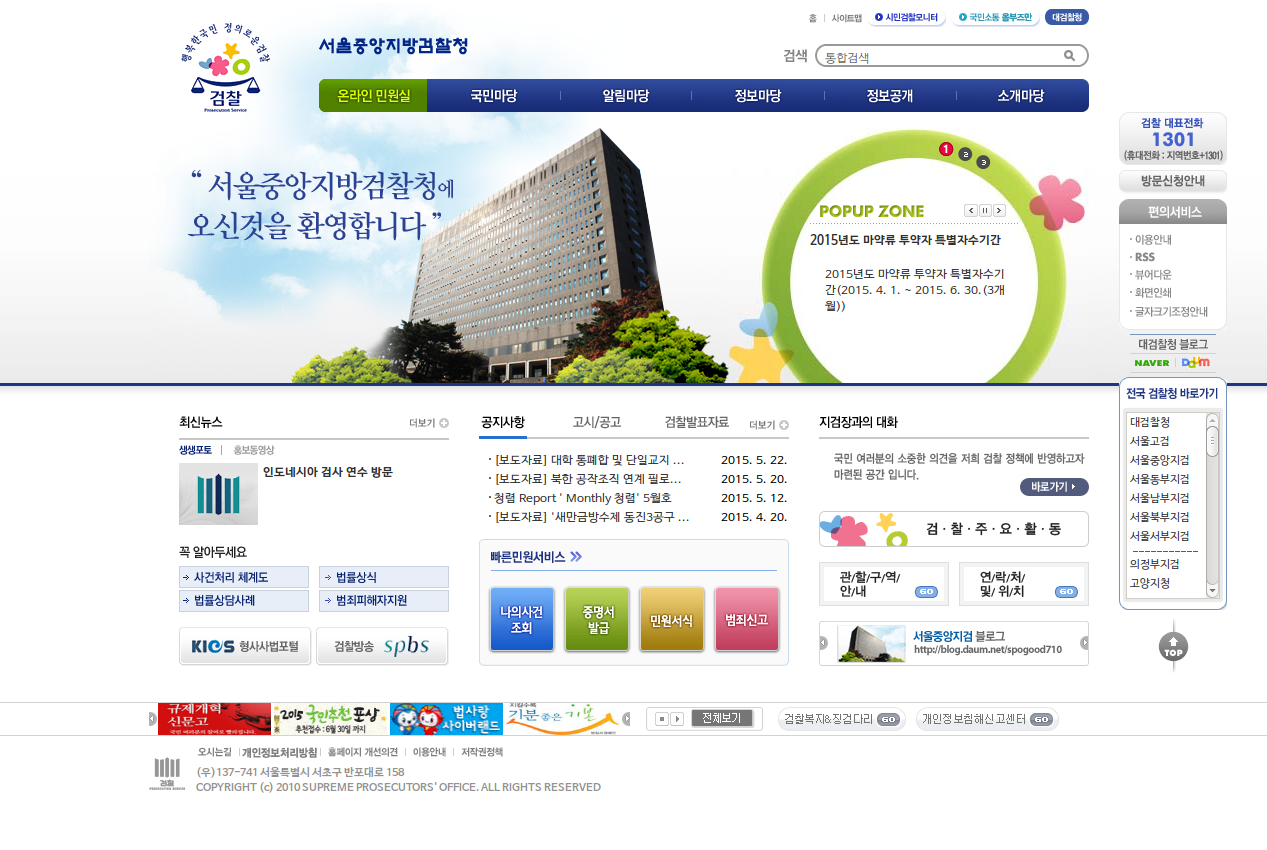 홈 | 사이트맵 시민검찰모니터 국민소통 옴부즈만 대검찰청
행복한국민 정의로운검찰
검찰
Prosecution Service
서울중앙지방검찰청
검색 통합검색
온라인 민원실 국민마당 알림마당 정보마당 정보공개 소개마당
“ 서울중앙지방검찰청에
오신것을 환영합니다 ”
1 2 3
POPUP ZONE
2015년도 마약류 투약자 특별자수기간
2015년도 마약류 투약자 특별자수기
간(2015. 4. 1. ~ 2015. 6. 30.(3개
월))
검찰 대표전화
1301
(휴대전화 : 지역번호+1301)
방문신청안내
편의서비스
· 이용안내
· RSS
· 뷰어다운
· 화면인쇄
· 글자크기조정안내
대검찰청 블로그
NAVER | Daum
전국 검찰청 바로가기
대검찰청
서울고검
서울중앙지검
서울동부지검
서울남부지검
서울북부지검
서울서부지검
-----------
의정부지검
고양지청
TOP
최신뉴스 더보기
생생포토 | 홍보동영상
인도네시아 검사 연수 방문
꼭 알아두세요
사건처리 체계도 법률상식
법률상담사례 범죄피해자지원
KICS 형사사법포털 검찰방송 spbs
공지사항 고시/공고 검찰발표자료 더보기
· [보도자료] 대학 통폐합 및 단일교지 ... 2015. 5. 22.
· [보도자료] 북한 공작조직 연계 필로... 2015. 5. 20.
· 청렴 Report ' Monthly 청렴' 5월호 2015. 5. 12.
· [보도자료] '새만금방수제 동진3공구 ... 2015. 4. 20.
빠른민원서비스
나의사건
조회
증명서
발급
민원서식
범죄신고
지검장과의 대화
국민 여러분의 소중한 의견을 저희 검찰 정책에 반영하고자
마련된 공간 입니다.
바로가기
검·찰·주·요·활·동
관/할/구/역/
안/내 GO
연/락/처/
및/ 위/치 GO
서울중앙지검 블로그
http://blog.daum.net/spogood710
규제개혁
신문고
2015 국민추천 포상
추천접수 : 6월 30일 까지
법사랑
사이버랜드
기분 좋은
전체보기
검찰복지&징검다리 GO
개인정보침해신고센터 GO
오시는길 | 개인정보처리방침 | 홈페이지 개선의견 | 이용안내 | 저작권정책
검찰
PROSECUTION SERVICE
(우)137-741 서울특별시 서초구 반포대로 158
COPYRIGHT (c) 2010 SUPREME PROSECUTORS' OFFICE. ALL RIGHTS RESERVED